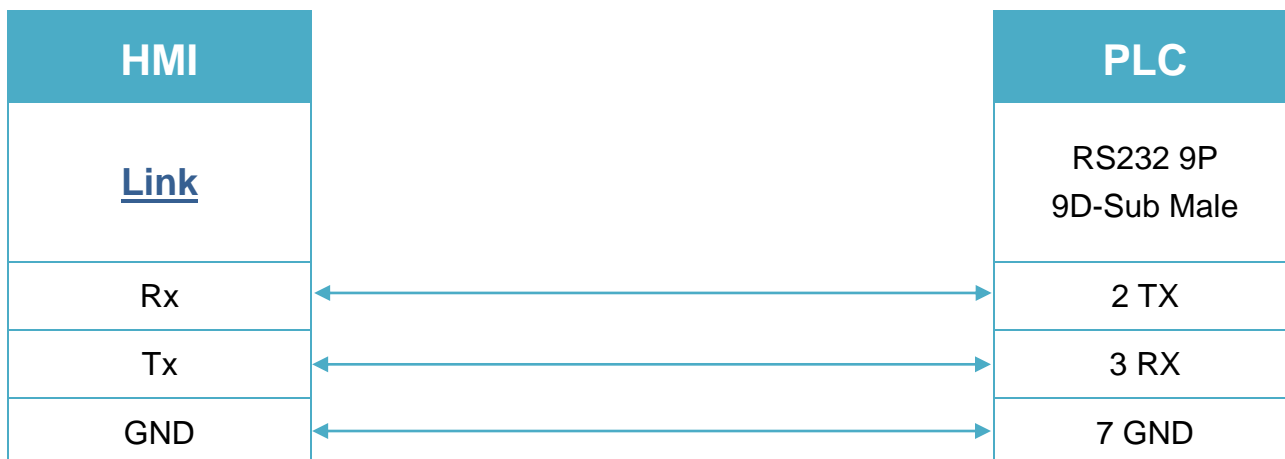 HMI
PLC
Link
RS232 9P
9D-Sub Male
Rx
2 TX
Tx
3 RX
GND
7 GND